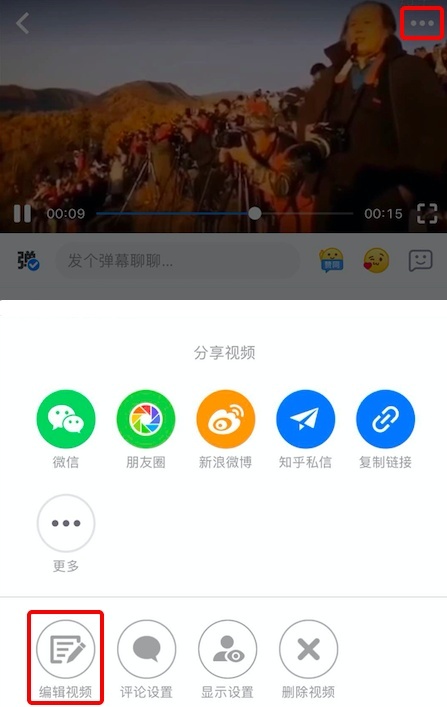 00:09
00:15
弹
发个弹幕聊聊...
分享视频
微信
朋友圈
新浪微博
知乎私信
复制链接
更多
编辑视频
评论设置
显示设置
删除视频